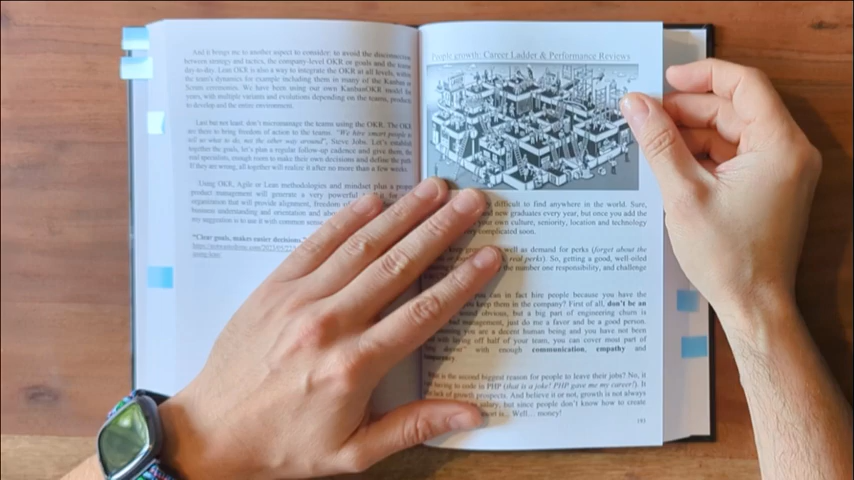 And it brings me to another aspect to consider: to avoid the disconnection
between strategy and tactics, the company-level OKR or goals and the teams
day-to-day. Lean OKR is also a way to integrate the OKR at all levels, within
the team's dynamics for example including them in many of the Kanban or
Scrum ceremonies. We have been using our own KanbanOKR model for
years, with multiple variants and evolutions depending on the teams, products
to develop and the entire environment.
Last but not least, don't micromanage the teams using the OKR. The OKR
are there to bring freedom of action to the teams. "We hire smart people to
tell us what to do, not the other way around", Steve Jobs. Let's establish
together the goals, let's plan a regular follow-up cadence and give them, the
real specialists, enough room to make their own decisions and define the path.
If they are wrong, all together will realize it after no more than a few weeks.
Using OKR, Agile or Lean methodologies and mindset plus a proper
product management will generate a very powerful
organization that will provide alignment, freedom
business understanding and orientation and
my suggestion is to use it with common
"Clear goals, makes easier decisions."
People growth: Career Ladder & Performance Reviews
difficult to find anywhere in the world. Sure,
and new graduates every year, but once you add the
your own culture, seniority, location and technology
complicated soon.
well as demand for perks (forget about the
real perks). So, getting a good, well-oiled
the number one responsibility, and challenge
you can in fact hire people because you have the
keep them in the company? First of all, don't be an
sound obvious, but a big part of engineering churn is
bad management, just do me a favor and be a good person.
you are a decent human being and you have not been
with laying off half of your team, you can cover most part of
with enough communication, empathy and
is the second biggest reason for people to leave their jobs? No, it
not having to code in PHP (that is a joke! PHP gave me my career!). It
lack of growth prospects. And believe it or not, growth is not always
salary, but since people don't know how to create
is... Well... money!
193